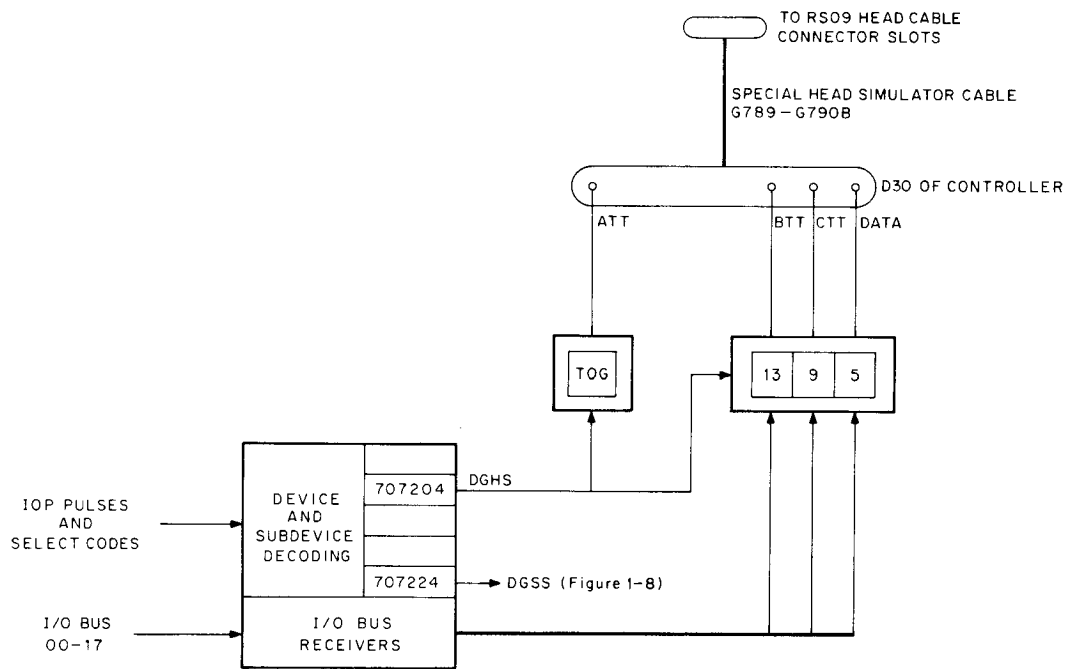 TO RS09 HEAD CABLE
CONNECTOR SLOTS
SPECIAL HEAD SIMULATOR CABLE
G789-G790B
D30 OF CONTROLLER
ATT
BTT
CTT
DATA
TOG
13
9
5
707204
DGHS
DEVICE
AND
SUBDEVICE
DECODING
IOP PULSES
AND
SELECT CODES
707224
DGSS (Figure 1-8)
I/O BUS
00-17
I/O BUS
RECEIVERS